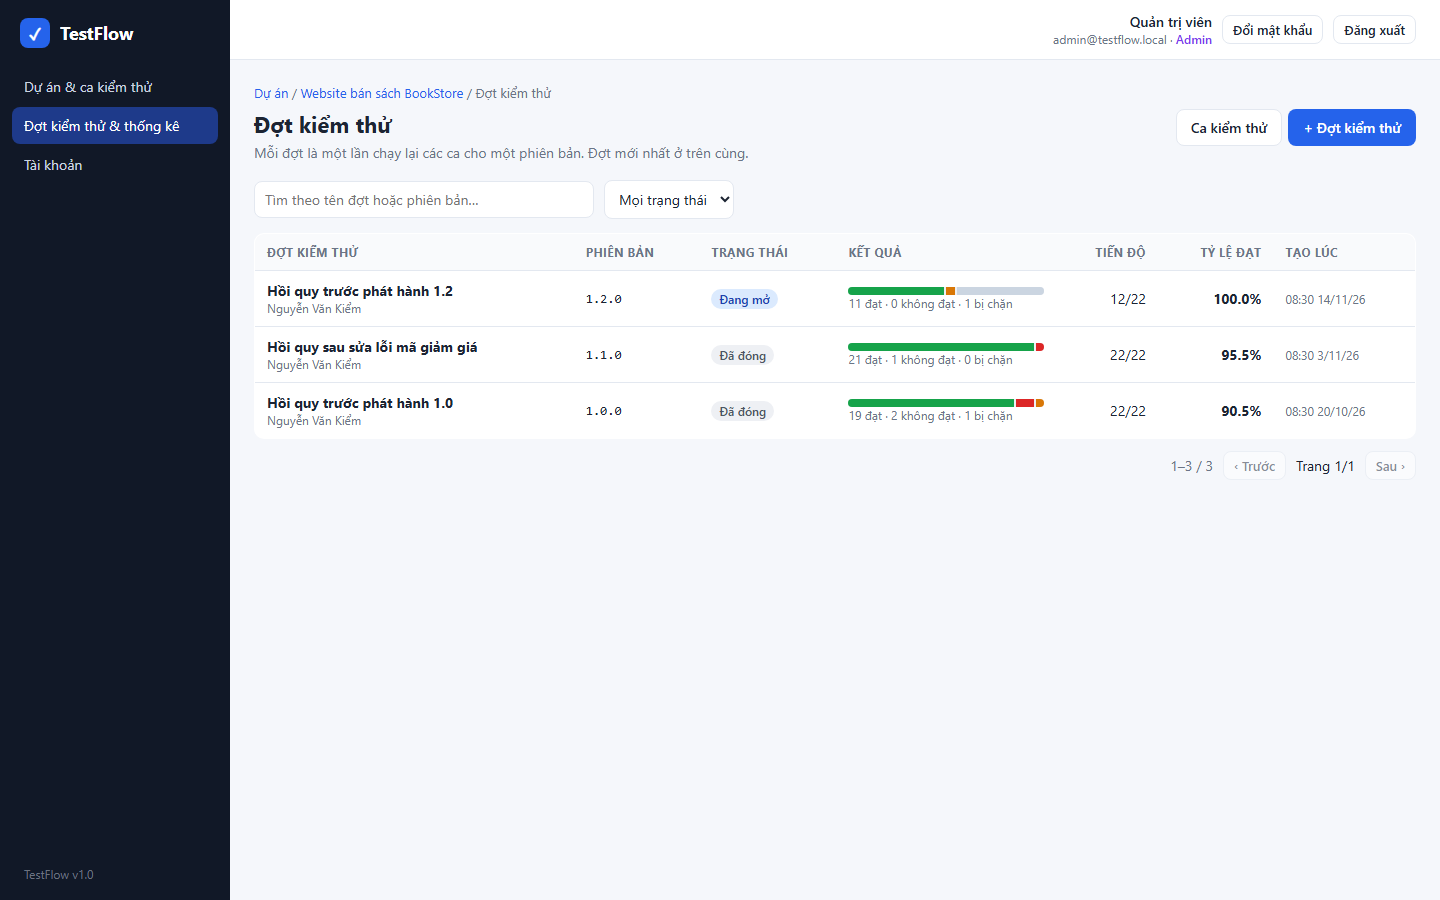 ✓ TestFlow
Dự án & ca kiểm thử
Đợt kiểm thử & thống kê
Tài khoản
TestFlow v1.0
Quản trị viên
admin@testflow.local · Admin
Đổi mật khẩu
Đăng xuất
Dự án / Website bán sách BookStore / Đợt kiểm thử
Đợt kiểm thử
Mỗi đợt là một lần chạy lại các ca cho một phiên bản. Đợt mới nhất ở trên cùng.
Ca kiểm thử
+ Đợt kiểm thử
Tìm theo tên đợt hoặc phiên bản...
Mọi trạng thái
ĐỢT KIỂM THỬ PHIÊN BẢN TRẠNG THÁI KẾT QUẢ TIẾN ĐỘ TỶ LỆ ĐẠT TẠO LÚC
Hồi quy trước phát hành 1.2
Nguyễn Văn Kiểm
1.2.0
Đang mở
11 đạt · 0 không đạt · 1 bị chặn
12/22
100.0%
08:30 14/11/26
Hồi quy sau sửa lỗi mã giảm giá
Nguyễn Văn Kiểm
1.1.0
Đã đóng
21 đạt · 1 không đạt · 0 bị chặn
22/22
95.5%
08:30 3/11/26
Hồi quy trước phát hành 1.0
Nguyễn Văn Kiểm
1.0.0
Đã đóng
19 đạt · 2 không đạt · 1 bị chặn
22/22
90.5%
08:30 20/10/26
1–3 / 3
‹ Trước
Trang 1/1
Sau ›